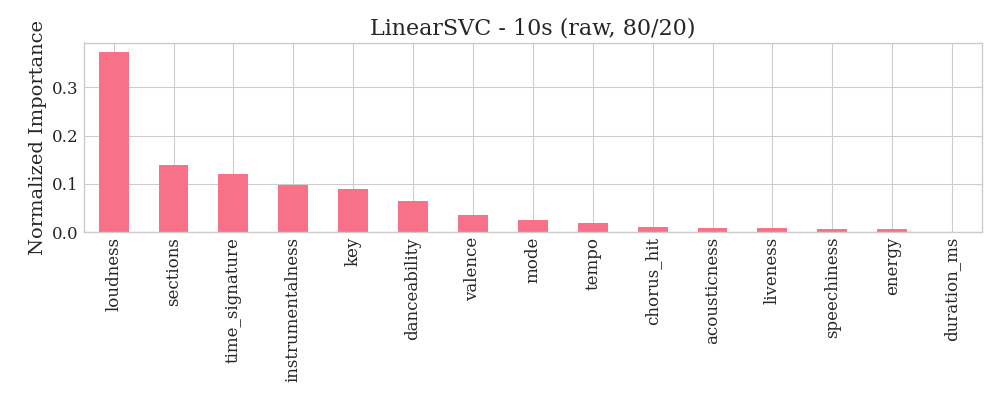 LinearSVC - 10s (raw, 80/20)
Normalized Importance
0.3
0.2
0.1
0.0
loudness
sections
time_signature
instrumentalness
key
danceability
valence
mode
tempo
chorus_hit
acousticness
liveness
speechiness
energy
duration_ms